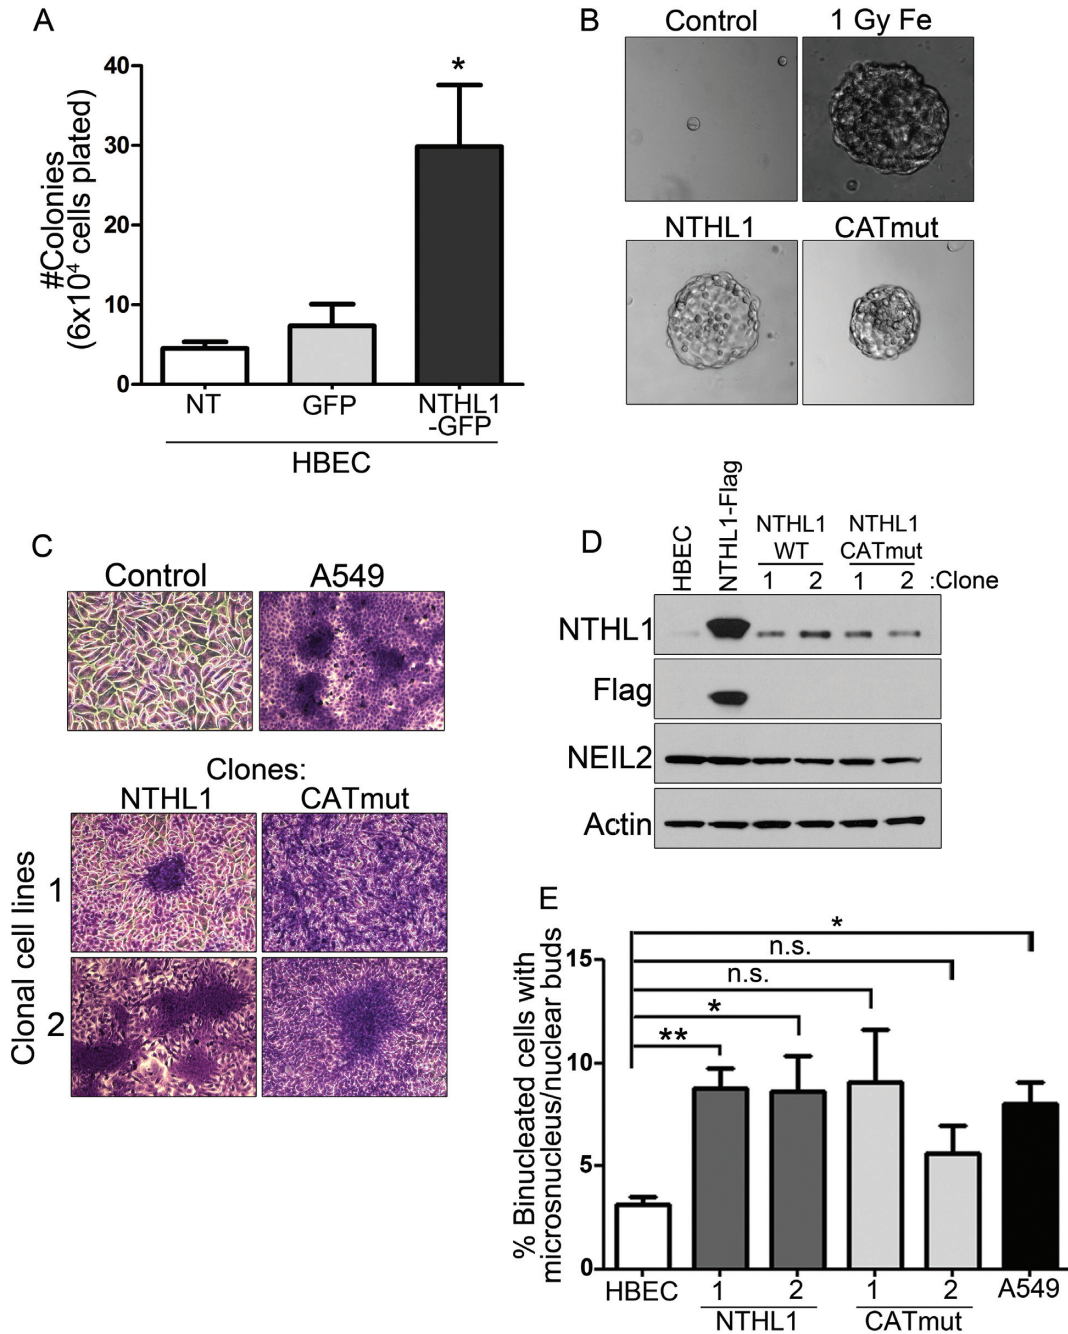 A
40
30
20
10
0
#Colonies
(6x10⁴ cells plated)
*
NT
GFP
NTHL1
-GFP
HBEC
B
Control
1 Gy Fe
NTHL1
CATmut
C
Control
A549
Clones:
NTHL1
CATmut
Clonal cell lines
1
2
D
HBEC
NTHL1-Flag
NTHL1
WT
NTHL1
CATmut
1 2 1 2 :Clone
NTHL1
Flag
NEIL2
Actin
E
% Binucleated cells with
microsnucleus/nuclear buds
15
10
5
0
*
n.s.
n.s.
*
**
HBEC 1 2 1 2 A549
NTHL1 CATmut